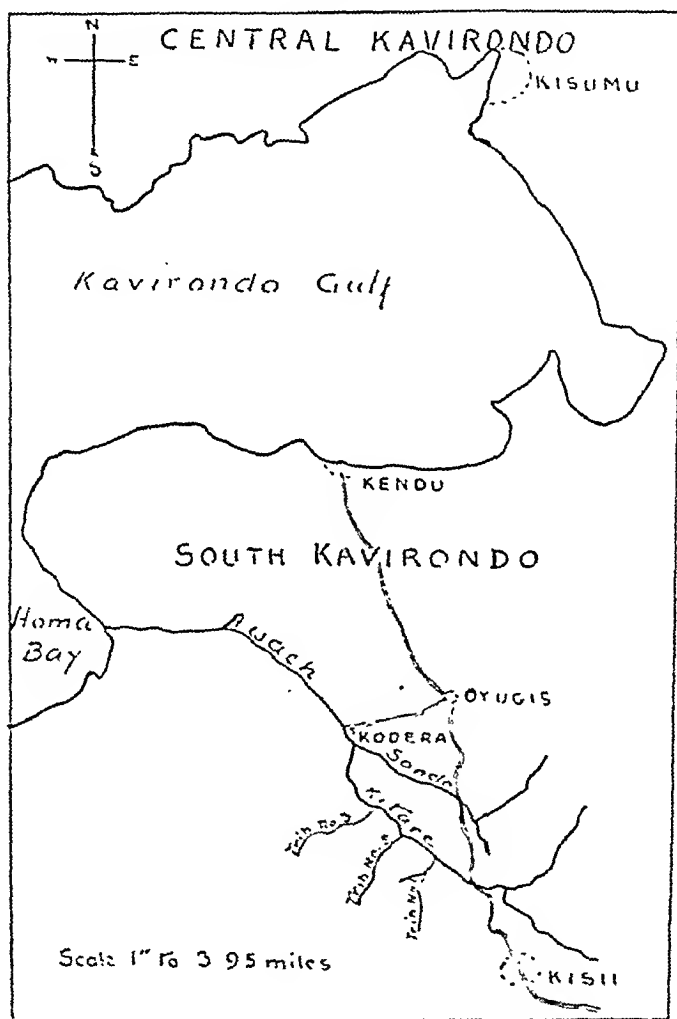 N
CENTRAL KAVIRONDO
W E
KISUMU
S
Kavirondo Gulf
KENDU
SOUTH KAVIRONDO
Homa
Bay
Awach
OYUGIS
KODERA
Sondo
Kitare
Trib No 3
Trib No 2
Trib No 1
Scale 1" to 3 95 miles
KISII